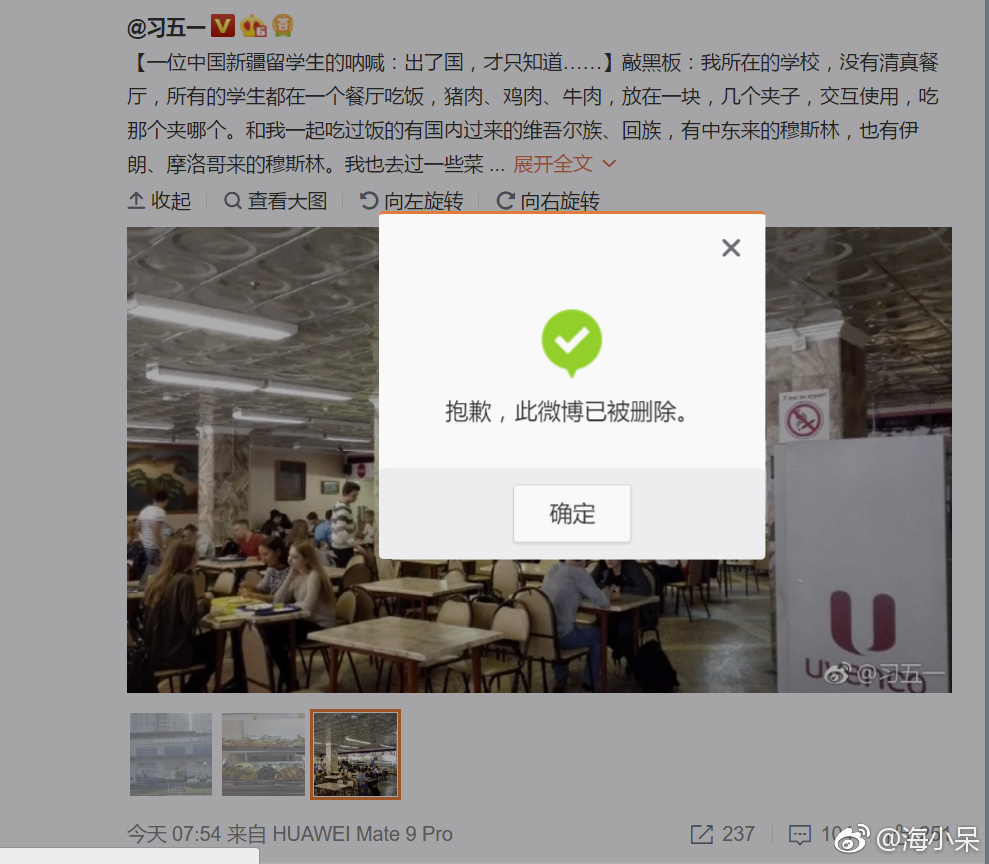 @习五一
【一位中国新疆留学生的呐喊：出了国，才只知道……】敲黑板：我所在的学校，没有清真餐
厅，所有的学生都在一个餐厅吃饭，猪肉、鸡肉、牛肉，放在一块，几个夹子，交互使用，吃
那个夹哪个。和我一起吃过饭的有国内过来的维吾尔族、回族，有中东来的穆斯林，也有伊
朗、摩洛哥来的穆斯林。我也去过一些菜 ... 展开全文
收起 查看大图 向左旋转 向右旋转
抱歉，此微博已被删除。
确定
@习五一
今天 07:54 来自 HUAWEI Mate 9 Pro
237
@海小呆